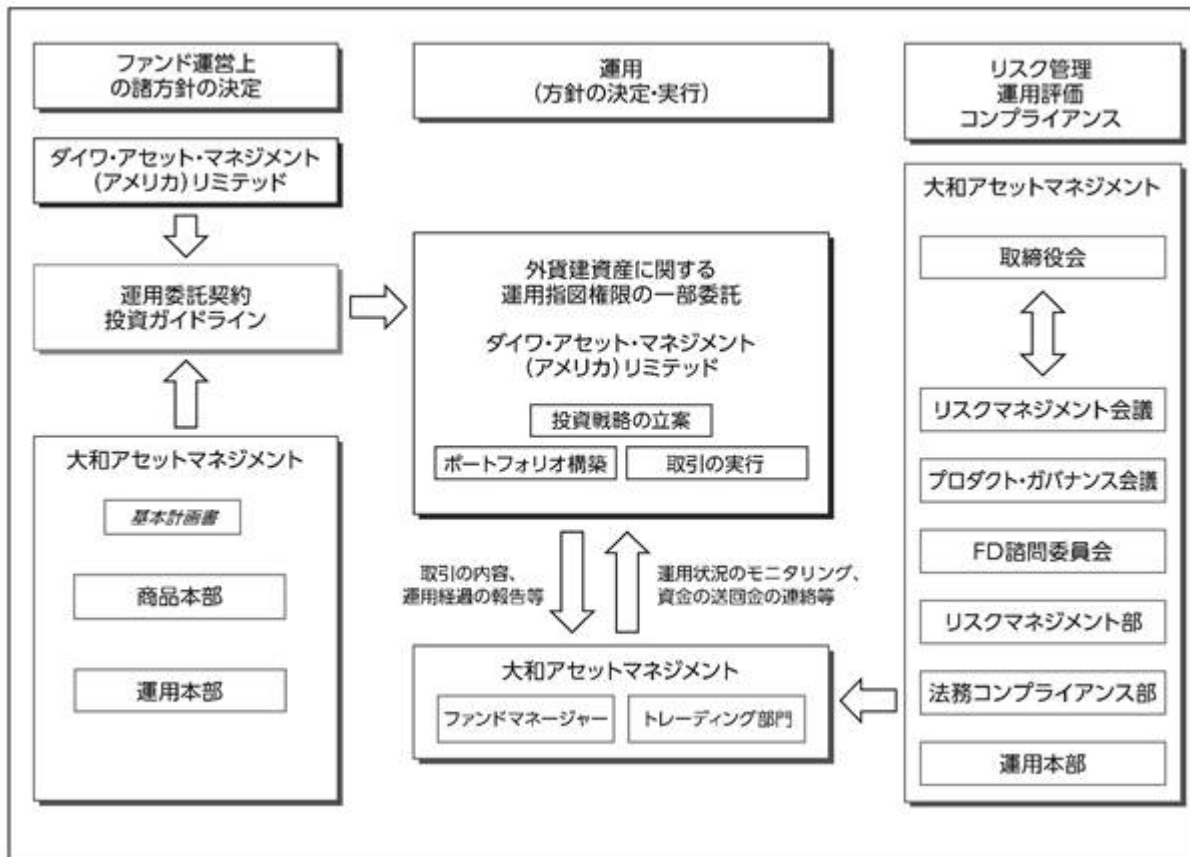 ファンド運営上
の諸方針の決定
ダイワ・アセット・マネジメント
(アメリカ)リミテッド
運用委託契約
投資ガイドライン
大和アセットマネジメント
基本計画書
商品本部
運用本部
運用
(方針の決定・実行)
外貨建資産に関する
運用指図権限の一部委託
ダイワ・アセット・マネジメント
(アメリカ)リミテッド
投資戦略の立案
ポートフォリオ構築
取引の実行
取引の内容、
運用経過の報告等
運用状況のモニタリング、
資金の送回金の連絡等
大和アセットマネジメント
ファンドマネージャー
トレーディング部門
リスク管理
運用評価
コンプライアンス
大和アセットマネジメント
取締役会
リスクマネジメント会議
プロダクト・ガバナンス会議
FD諮問委員会
リスクマネジメント部
法務コンプライアンス部
運用本部